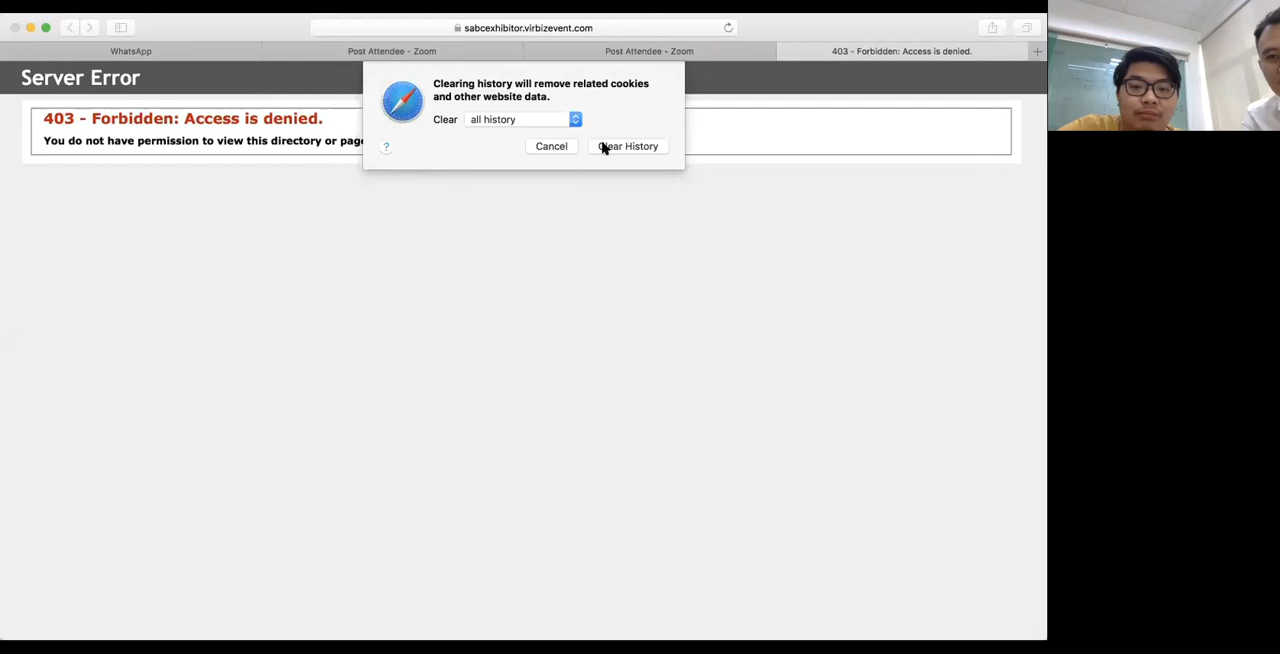 sabcexhibitor.virbizevent.com
WhatsApp
Post Attendee - Zoom
Post Attendee - Zoom
403 - Forbidden: Access is denied.
Server Error
403 - Forbidden: Access is denied.
You do not have permission to view this directory or
Clearing history will remove related cookies
and other website data.
Clear all history
? Cancel Clear History